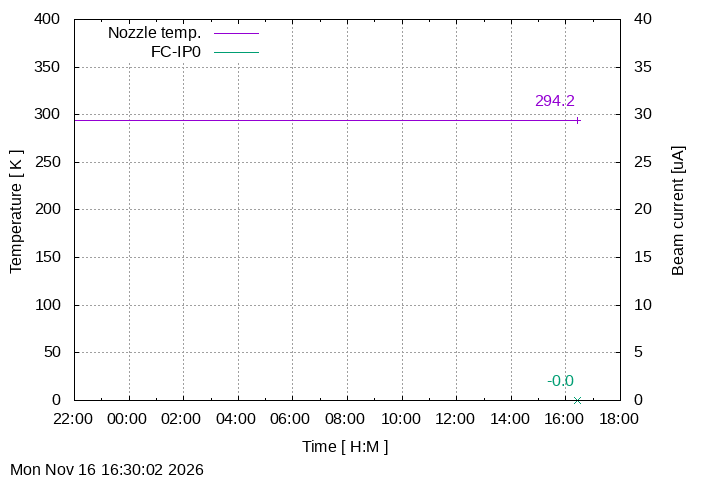 Nozzle temp.
FC-IP0
400
350
300
250
200
150
100
50
0
Temperature [ K ]
40
35
30
25
20
15
10
5
0
Beam current [uA]
294.2
-0.0
22:00 00:00 02:00 04:00 06:00 08:00 10:00 12:00 14:00 16:00 18:00
Time [ H:M ]
Mon Nov 16 16:30:02 2026